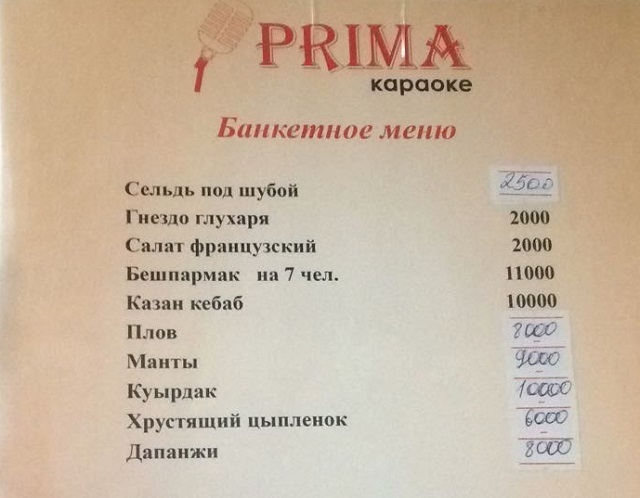 PRIMA
караоке
Банкетное меню
Сельдь под шубой 2500
Гнездо глухаря 2000
Салат французский 2000
Бешпармак на 7 чел. 11000
Казан кебаб 10000
Плов 8000
Манты 9000
Куырдак 10000
Хрустящий цыпленок 6000
Дапанжи 8000